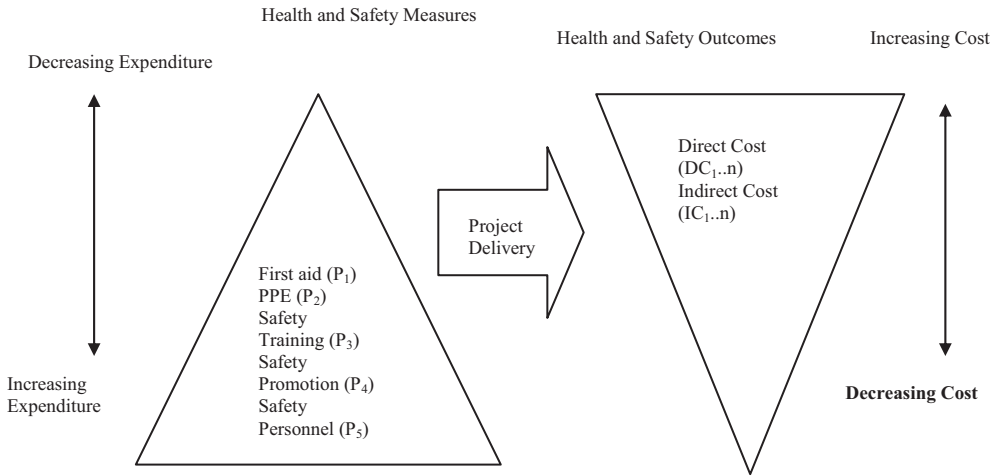 Health and Safety Measures
Health and Safety Outcomes
Increasing Cost
Decreasing Expenditure
Direct Cost
(DC₁..n)
Indirect Cost
(IC₁..n)
Project
Delivery
First aid (P₁)
PPE (P₂)
Safety
Training (P₃)
Safety
Promotion (P₄)
Safety
Personnel (P₅)
Increasing
Expenditure
Decreasing Cost